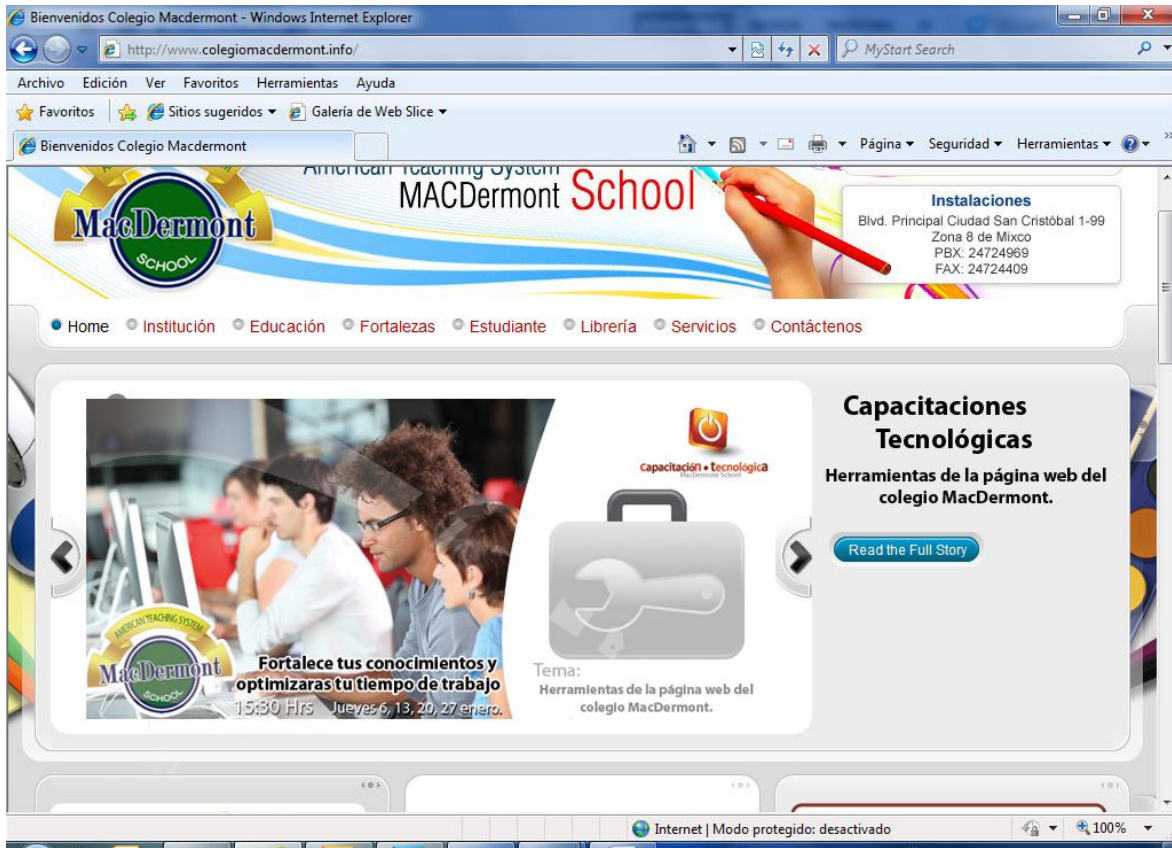 Bienvenidos Colegio Macdermont - Windows Internet Explorer
http://www.colegiomacdermont.info/
MyStart Search
Archivo Edición Ver Favoritos Herramientas Ayuda
Favoritos Sitios sugeridos Galería de Web Slice
Bienvenidos Colegio Macdermont
Página Seguridad Herramientas
American Teaching System
MACDermont School
MacDermont
SCHOOL
Instalaciones
Blvd. Principal Ciudad San Cristóbal 1-99
Zona 8 de Mixco
PBX: 24724969
FAX: 24724409
Home Institución Educación Fortalezas Estudiante Librería Servicios Contáctenos
Capacitación • tecnológica
MacDermont School
AMERICAN TEACHING SYSTEM
MacDermont
SCHOOL
Fortalece tus conocimientos y
optimizaras tu tiempo de trabajo
15:30 Hrs Jueves 6, 13, 20, 27 enero.
Tema:
Herramientas de la página web del
colegio MacDermont.
Capacitaciones
Tecnológicas
Herramientas de la página web del
colegio MacDermont.
Read the Full Story
Internet | Modo protegido: desactivado
100%